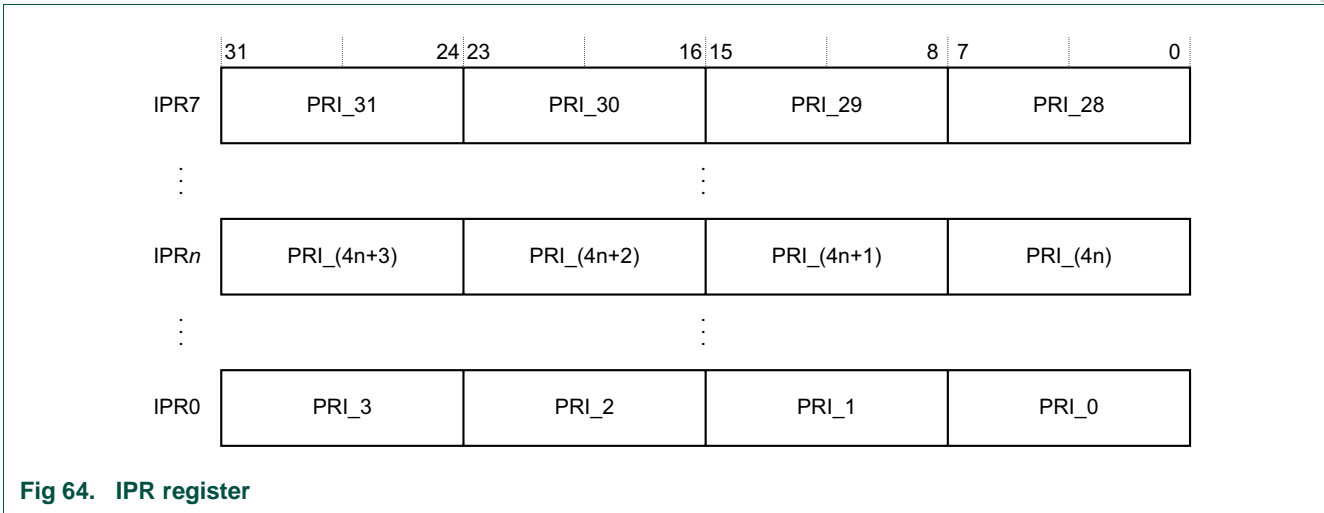 31 24 23 16 15 8 7 0
IPR7 PRI_31 PRI_30 PRI_29 PRI_28
IPRn PRI_(4n+3) PRI_(4n+2) PRI_(4n+1) PRI_(4n)
IPR0 PRI_3 PRI_2 PRI_1 PRI_0
Fig 64. IPR register